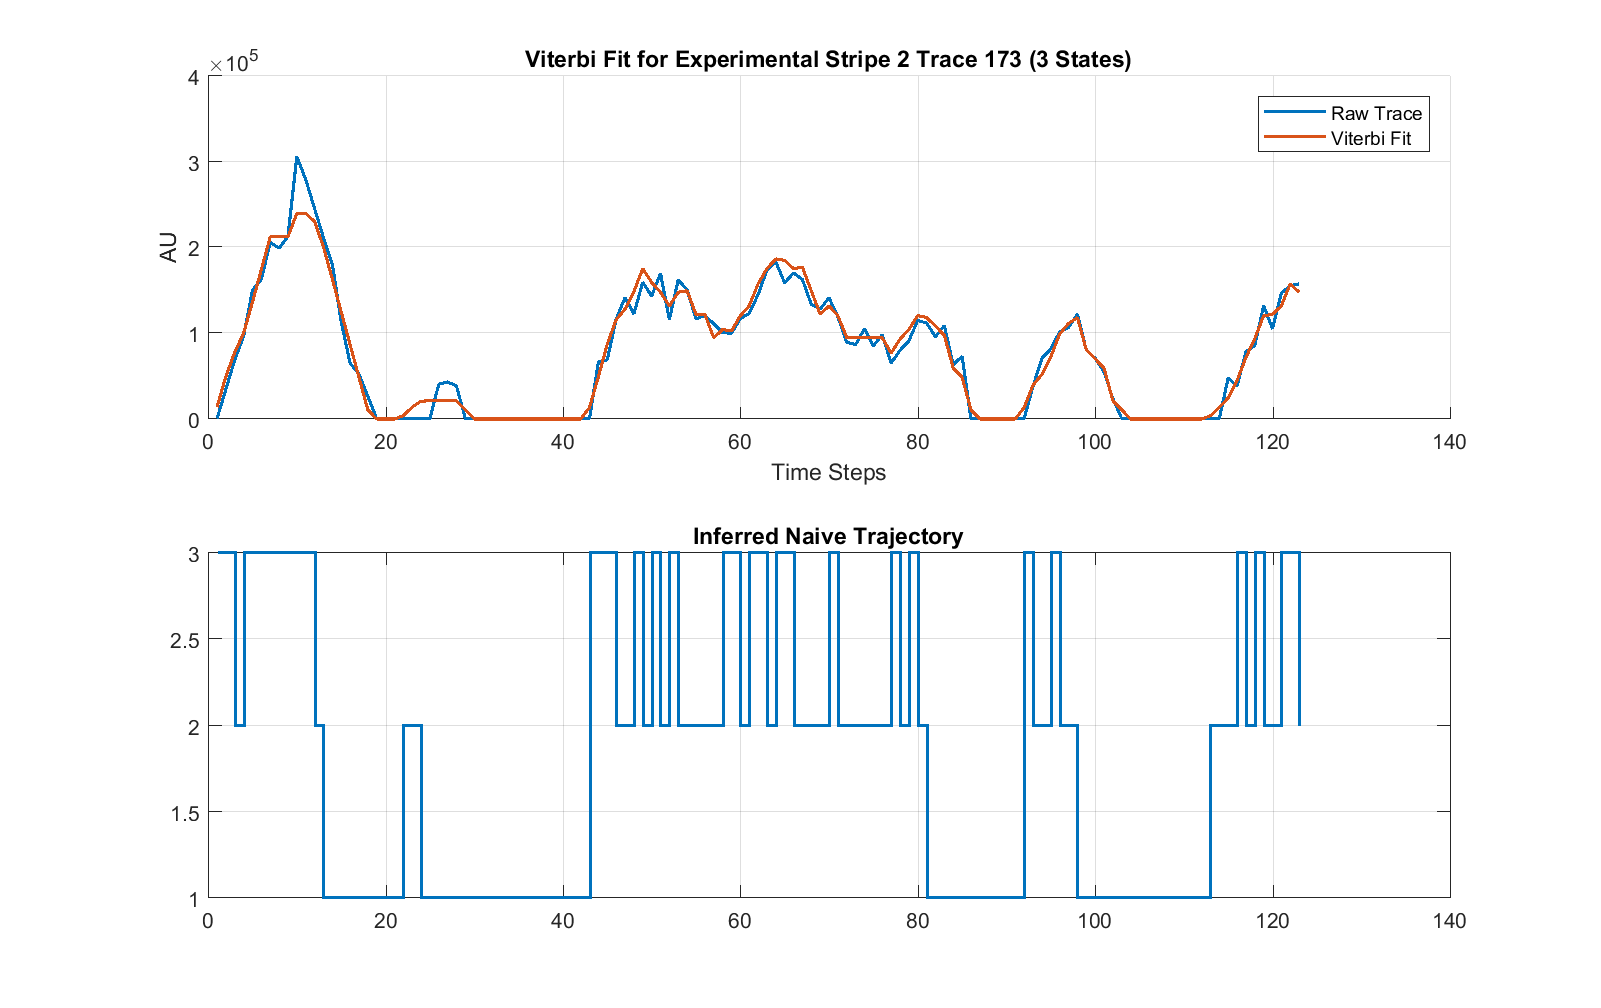 Viterbi Fit for Experimental Stripe 2 Trace 173 (3 States)
×10⁵
4
3
2
1
0
AU
Raw Trace
Viterbi Fit
0 20 40 60 80 100 120 140
Time Steps
Inferred Naive Trajectory
3
2.5
2
1.5
1
0 20 40 60 80 100 120 140